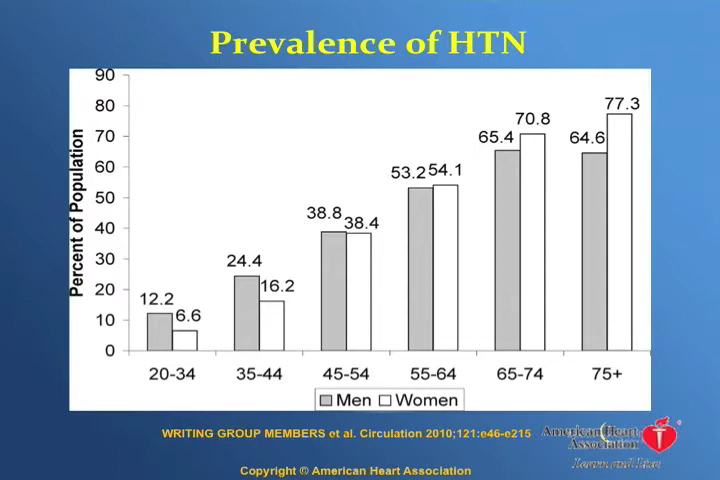 Prevalence of HTN
Percent of Population
90
80
70
60
50
40
30
20
10
0
12.2
6.6
24.4
16.2
38.8
38.4
53.2
54.1
65.4
70.8
64.6
77.3
20-34 35-44 45-54 55-64 65-74 75+
Men Women
WRITING GROUP MEMBERS et al. Circulation 2010;121:e46-e215
American Heart
Association
Learn and Live
Copyright © American Heart Association